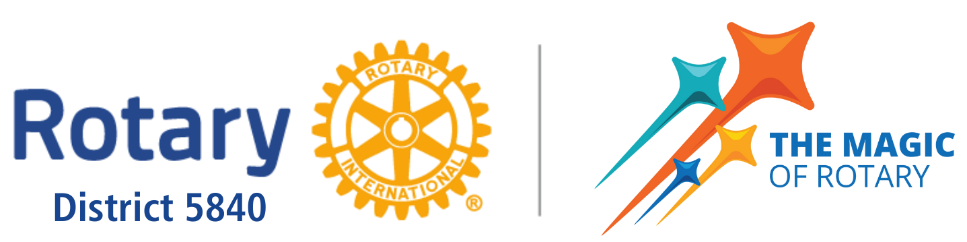 Rotary
District 5840
ROTARY
INTERNATIONAL
®
THE MAGIC
OF ROTARY